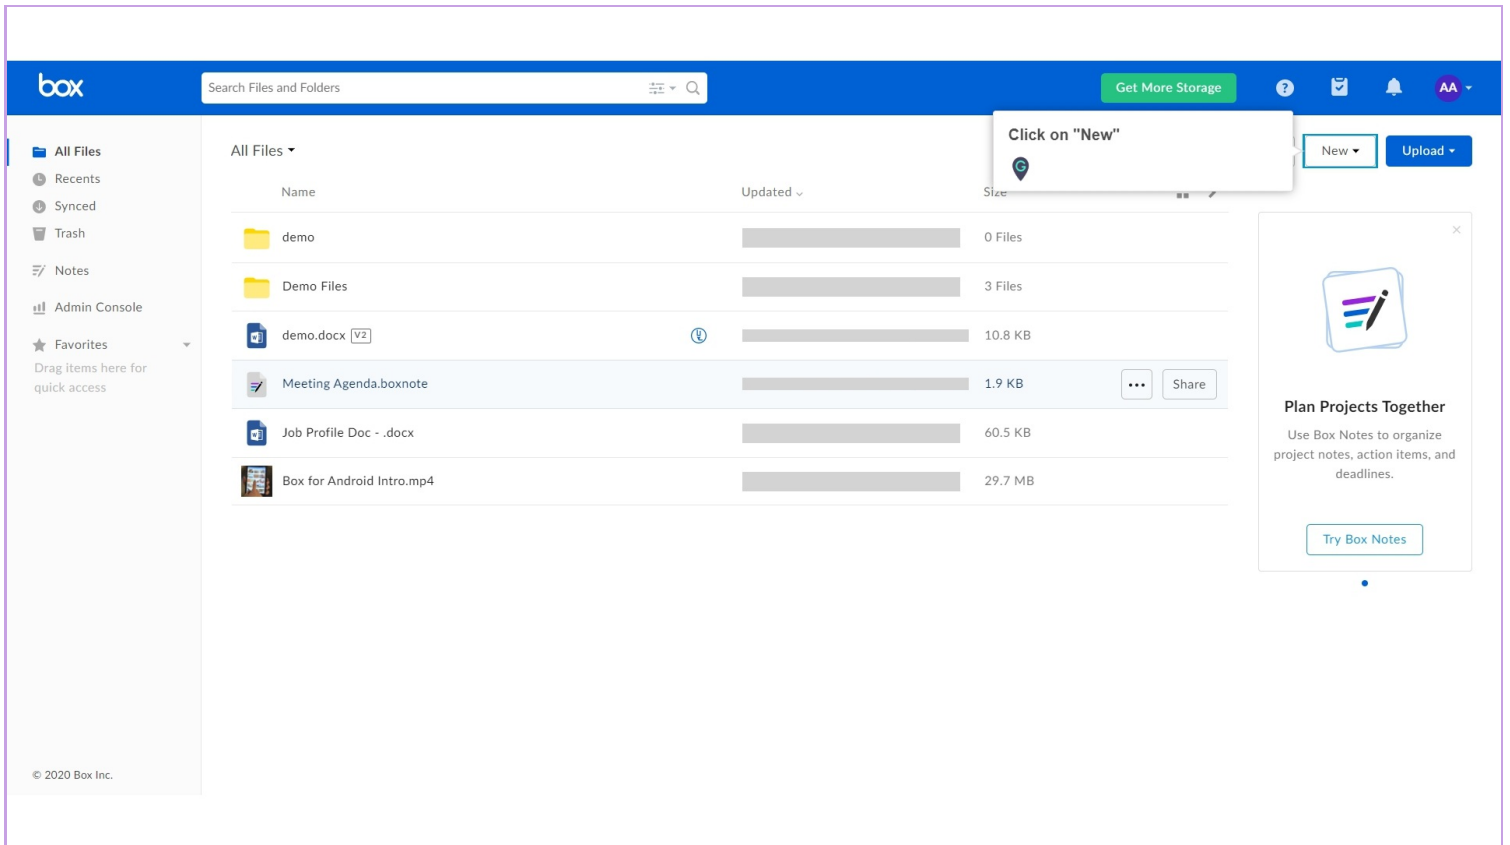 box
Search Files and Folders
Get More Storage
?
AA
Click on "New"
G
New
Upload
All Files
Recents
Synced
Trash
Notes
Admin Console
Favorites
Drag items here for
quick access
All Files
Name Updated Size
demo 0 Files
Demo Files 3 Files
demo.docx V2 10.8 KB
Meeting Agenda.boxnote 1.9 KB ... Share
Job Profile Doc - .docx 60.5 KB
Box for Android Intro.mp4 29.7 MB
Plan Projects Together
Use Box Notes to organize
project notes, action items, and
deadlines.
Try Box Notes
© 2020 Box Inc.